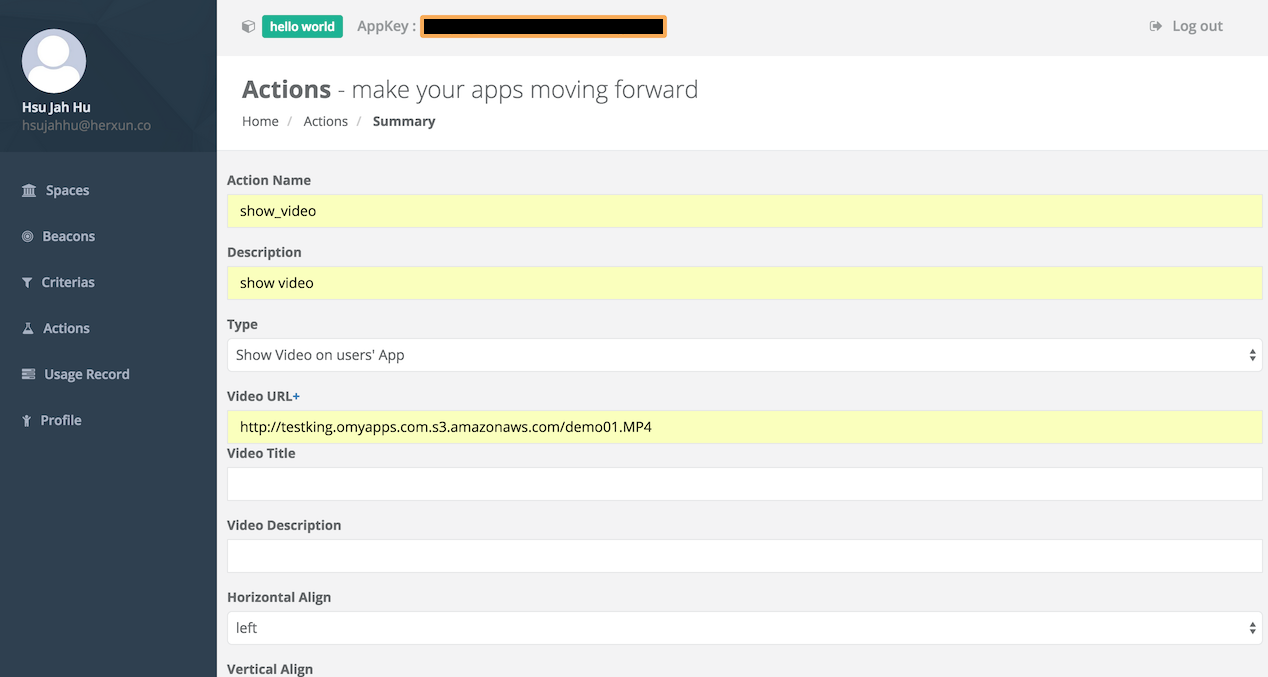 hello world AppKey : Log out
Hsu Jah Hu
hsujahhu@herxun.co
Spaces
Beacons
Criterias
Actions
Usage Record
Profile
Actions - make your apps moving forward
Home / Actions / Summary
Action Name
show_video
Description
show video
Type
Show Video on users' App
Video URL+
http://testking.omyapps.com.s3.amazonaws.com/demo01.MP4
Video Title
Video Description
Horizontal Align
left
Vertical Align